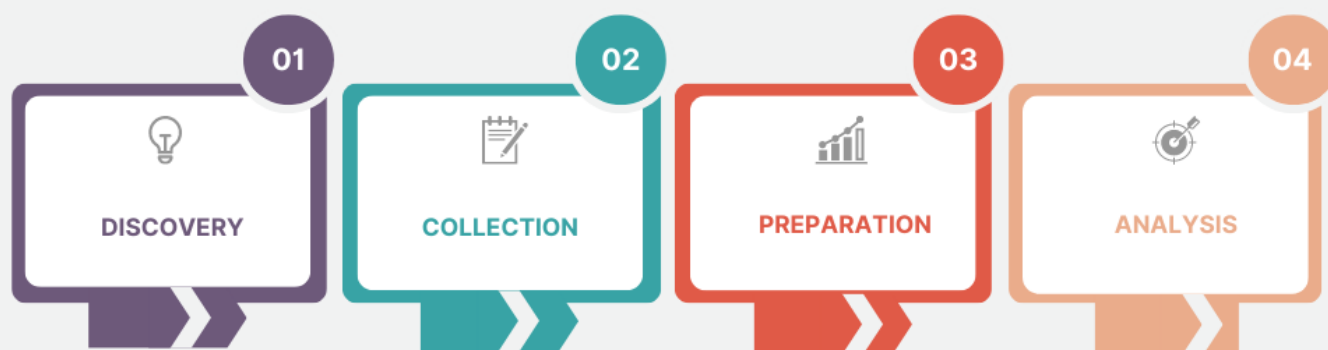 01
02
03
04
DISCOVERY
COLLECTION
PREPARATION
ANALYSIS